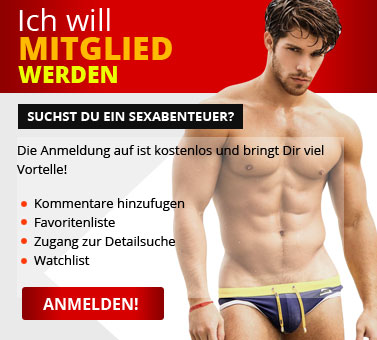 Ich will
MITGLIED
WERDEN
SUCHST DU EIN SEXABENTEUER?
Die Anmeldung auf ist kostenlos und bringt Dir viel
Vortelle!
Kommentare hinzufugen
Favoritenliste
Zugang zur Detailsuche
Watchlist
ANMELDEN!